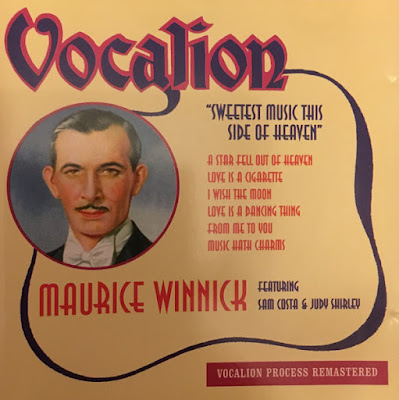 Vocalion
"SWEETEST MUSIC THIS
SIDE OF HEAVEN"
A STAR FELL OUT OF HEAVEN
LOVE IS A CIGARETTE
I WISH THE MOON
LOVE IS A DANCING THING
FROM ME TO YOU
MUSIC HATH CHARMS
MAURICE WINNICK
FEATURING
SAM COSTA & JUDY SHIRLEY
VOCALION PROCESS REMASTERED